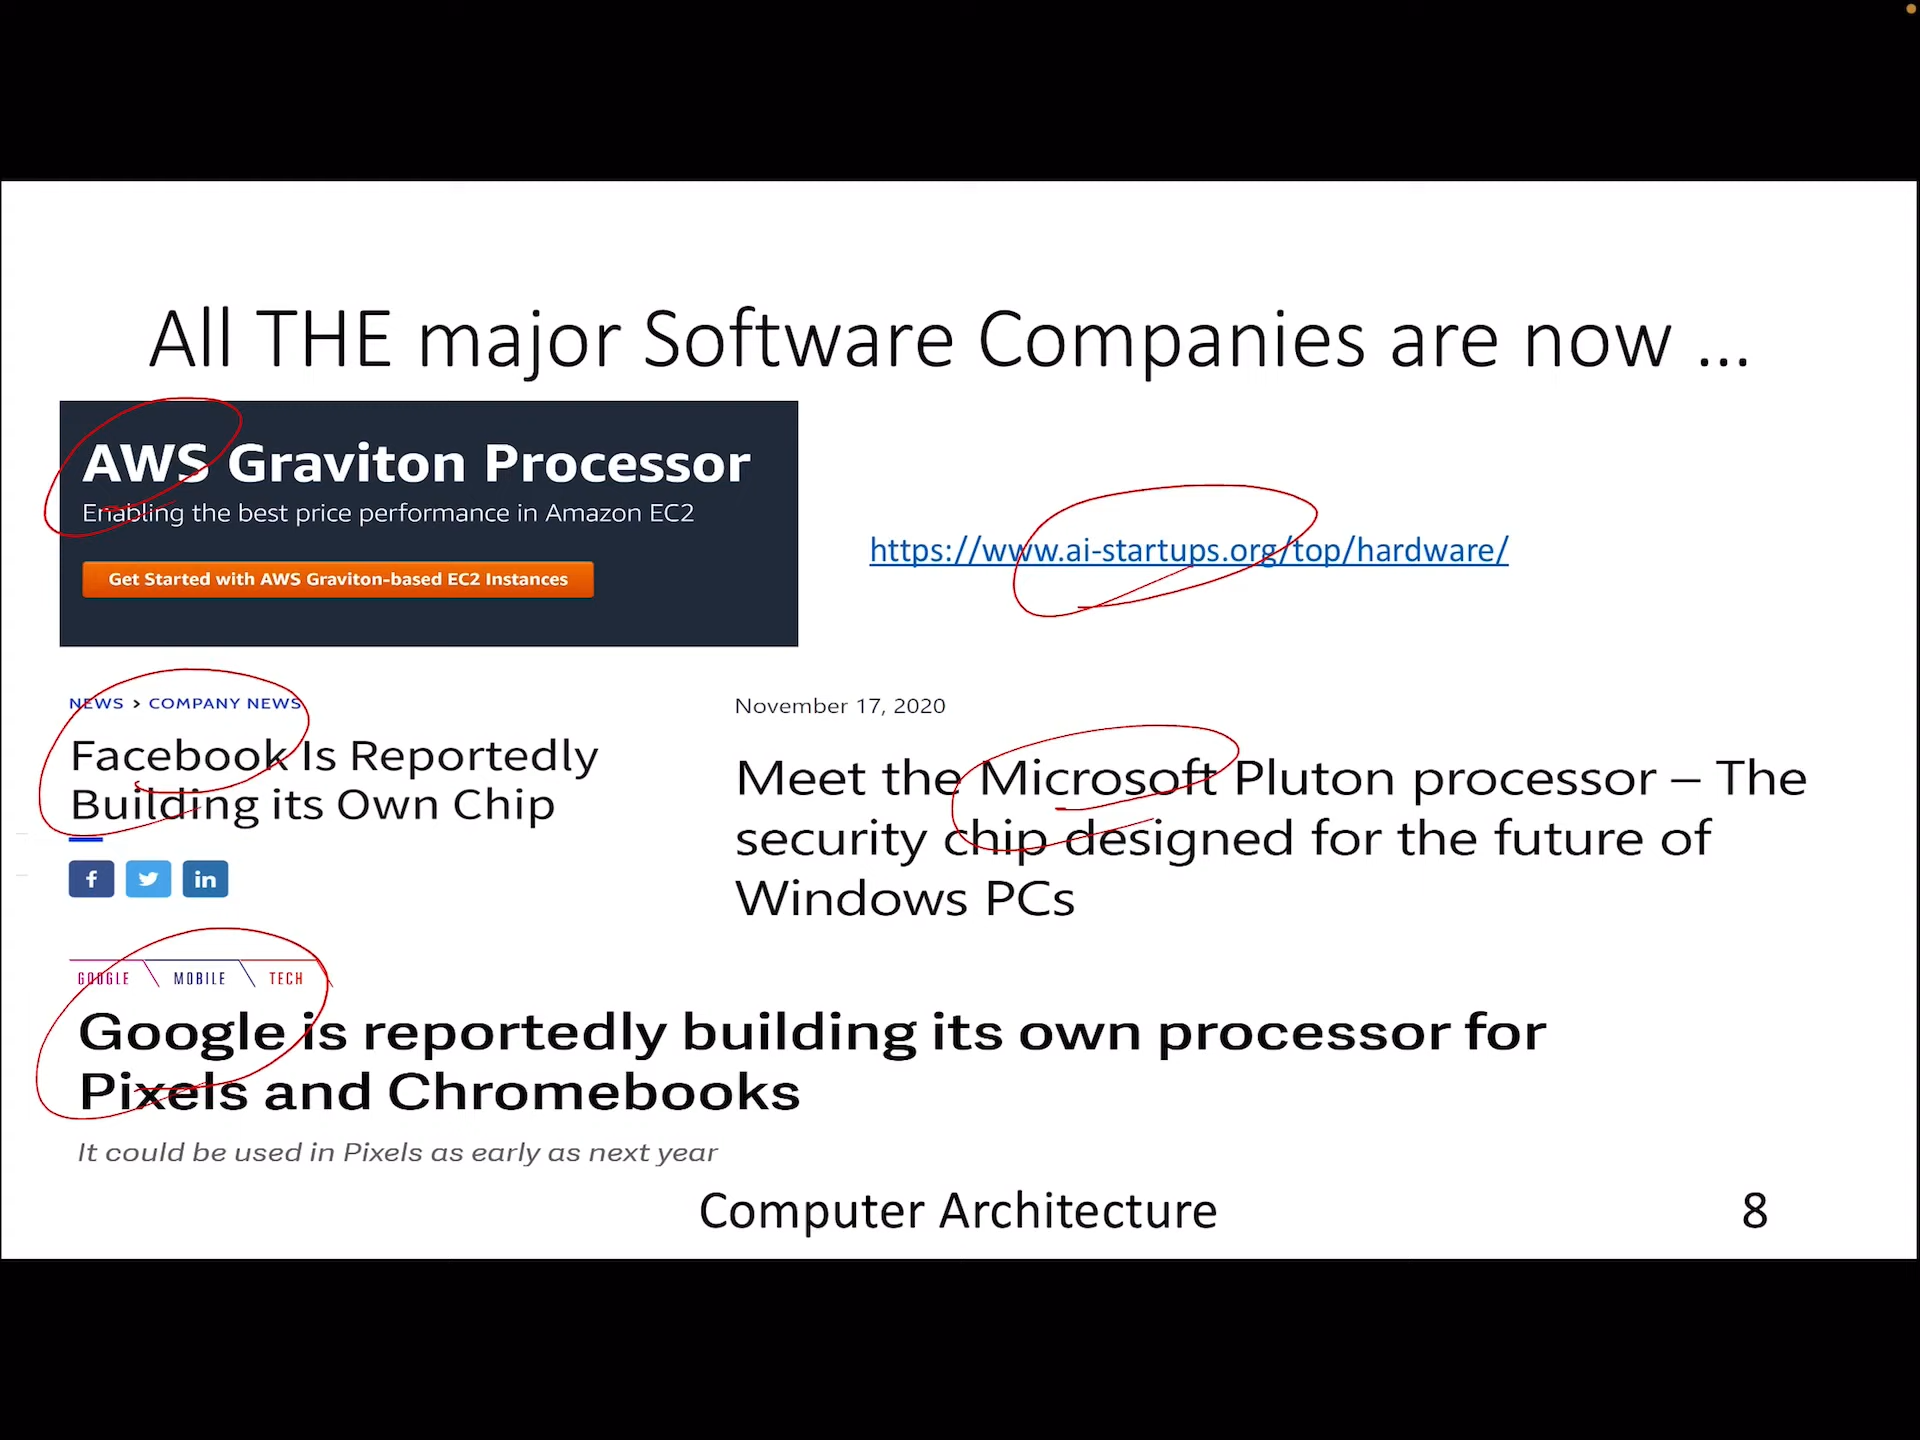 All THE major Software Companies are now ...
AWS Graviton Processor
Enabling the best price performance in Amazon EC2
Get Started with AWS Graviton-based EC2 Instances
https://www.ai-startups.org/top/hardware/
NEWS > COMPANY NEWS
Facebook Is Reportedly
Building its Own Chip
f
in
November 17, 2020
Meet the Microsoft Pluton processor – The
security chip designed for the future of
Windows PCs
GOOGLE MOBILE TECH
Google is reportedly building its own processor for
Pixels and Chromebooks
It could be used in Pixels as early as next year
Computer Architecture
8